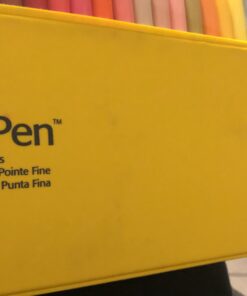 Pen™
s
Pointe Fine
Punta Fina